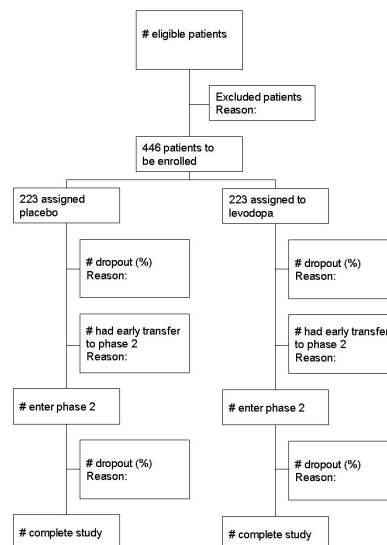 # eligible patients
Excluded patients
Reason:
446 patients to
be enrolled
223 assigned
placebo
223 assigned to
levodopa
# dropout (%)
Reason:
# dropout (%)
Reason:
# had early transfer
to phase 2
Reason:
# had early transfer
to phase 2
Reason:
# enter phase 2
# enter phase 2
# dropout (%)
Reason:
# dropout (%)
Reason:
# complete study
# complete study